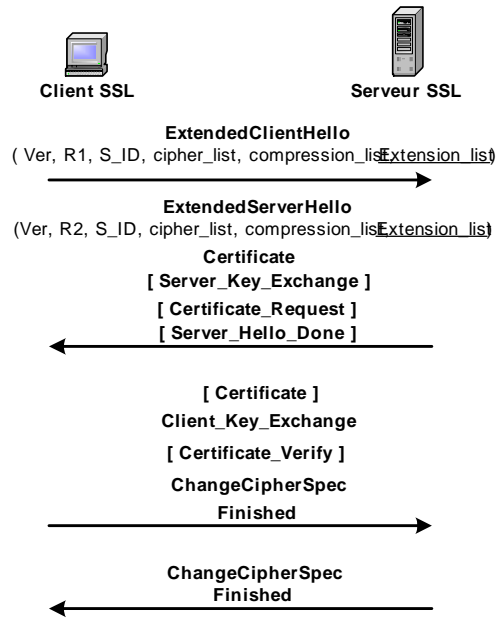 Client SSL
Serveur SSL
ExtendedClientHello
( Ver, R1, S_ID, cipher_list, compression_list, Extension_list)
ExtendedServerHello
(Ver, R2, S_ID, cipher_list, compression_list, Extension_list)
Certificate
[ Server_Key_Exchange ]
[ Certificate_Request ]
[ Server_Hello_Done ]
[ Certificate ]
Client_Key_Exchange
[ Certificate_Verify ]
ChangeCipherSpec
Finished
ChangeCipherSpec
Finished